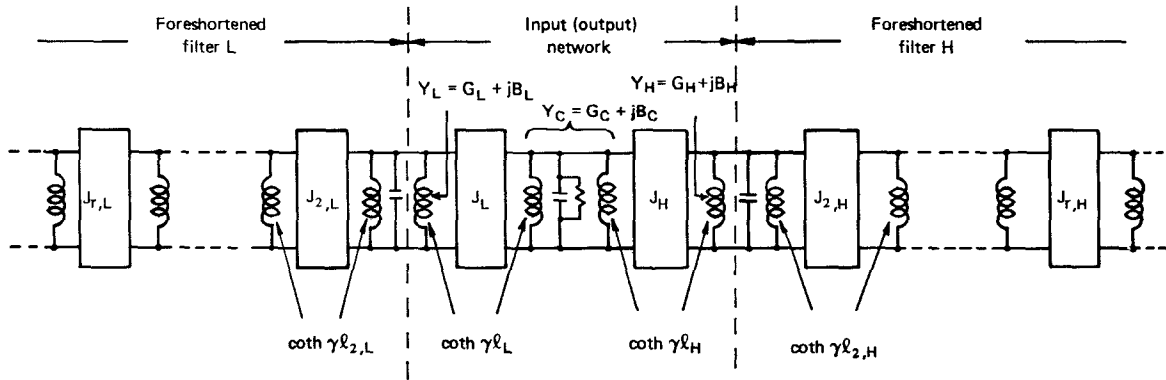 Foreshortened
filter L
Input (output)
network
Foreshortened
filter H
Y_L = G_L + jB_L
Y_H = G_H + jB_H
Y_C = G_C + jB_C
J_r,L
J_2,L
J_L
J_H
J_2,H
J_r,H
coth γℓ_2,L
coth γℓ_L
coth γℓ_H
coth γℓ_2,H